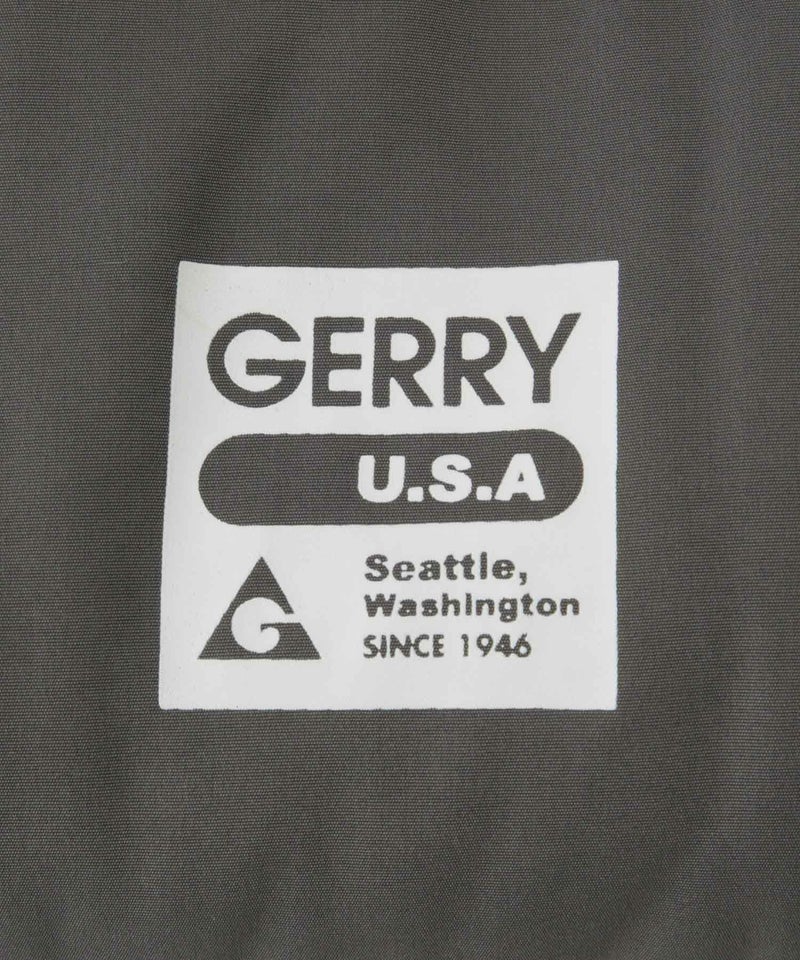 GERRY
U.S.A
G
Seattle,
Washington
SINCE 1946